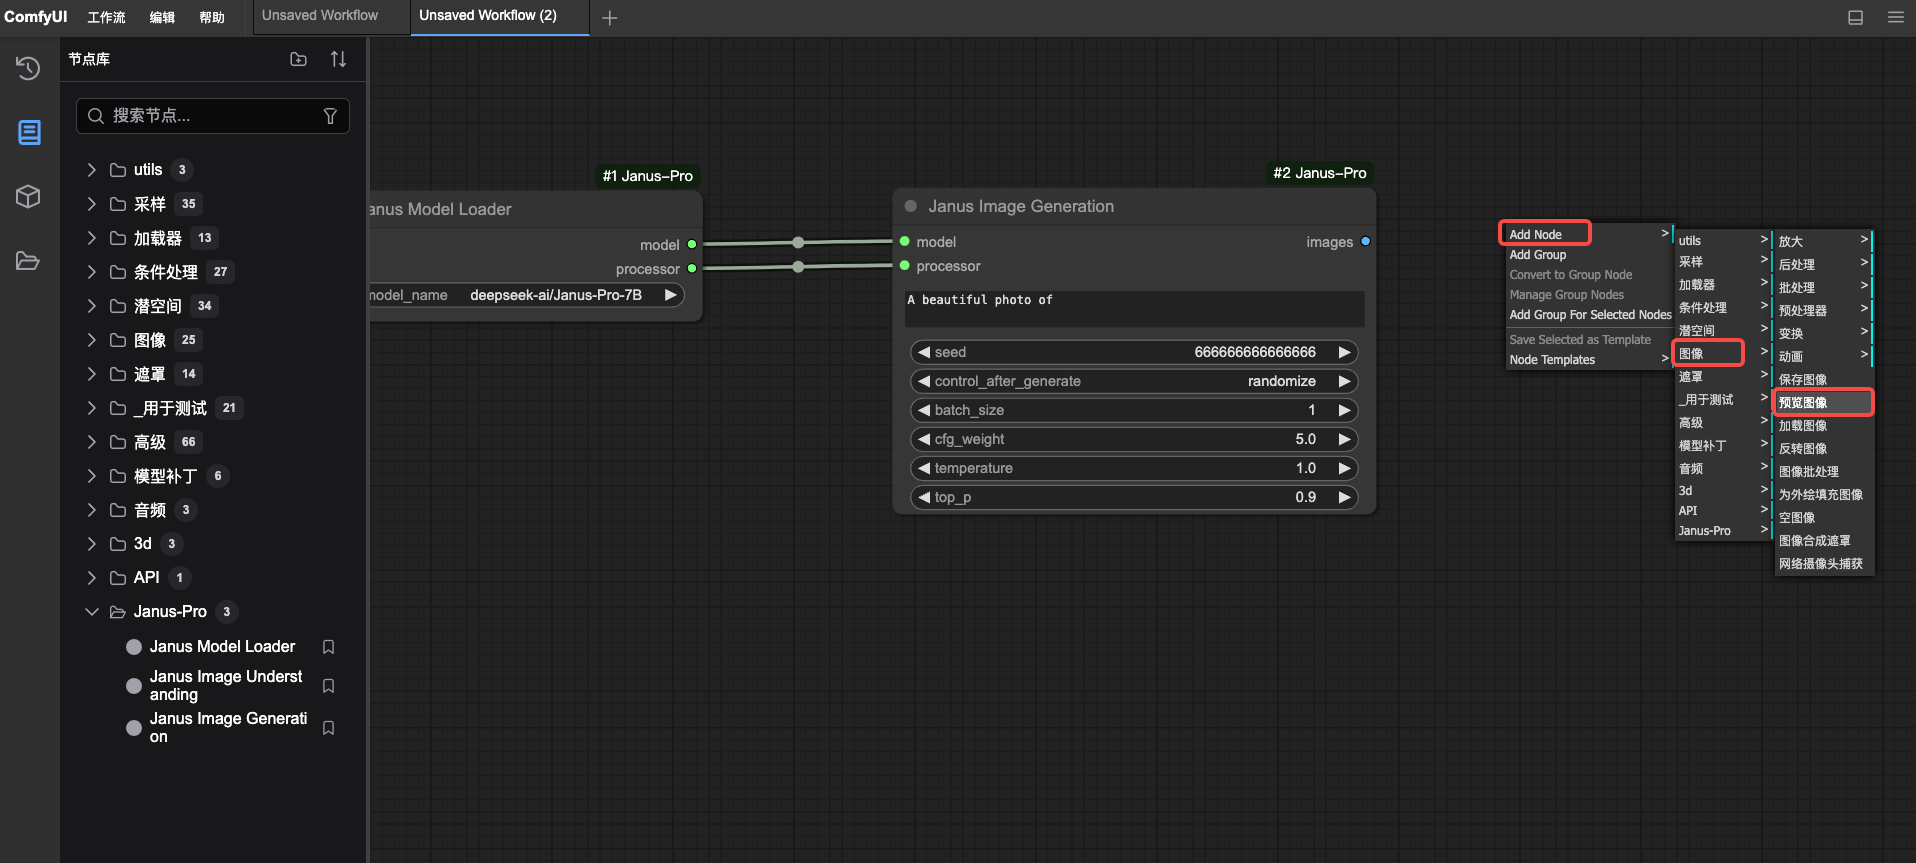 ComfyUI 工作流 编辑 帮助
Unsaved Workflow
Unsaved Workflow (2)
节点库
搜索节点...
utils 3
采样 35
加载器 13
条件处理 27
潜空间 34
图像 25
遮罩 14
_用于测试 21
高级 66
模型补丁 6
音频 3
3d 3
API 1
Janus-Pro 3
Janus Model Loader
Janus Image Underst
anding
Janus Image Generati
on
#1 Janus-Pro
anus Model Loader
model
processor
model_name deepseek-ai/Janus-Pro-7B
#2 Janus-Pro
Janus Image Generation
model images
processor
A beautiful photo of
seed 666666666666666
control_after_generate randomize
batch_size 1
cfg_weight 5.0
temperature 1.0
top_p 0.9
Add Node >
Add Group
Convert to Group Node
Manage Group Nodes
Add Group For Selected Nodes
Save Selected as Template
Node Templates >
utils >
采样 >
加载器 >
条件处理 >
潜空间 >
图像 >
遮罩 >
_用于测试 >
高级 >
模型补丁 >
音频 >
3d >
API >
Janus-Pro >
放大 >
后处理 >
批处理 >
预处理器 >
变换 >
动画 >
保存图像
预览图像
加载图像
反转图像
图像批处理
为外绘填充图像
空图像
图像合成遮罩
网络摄像头捕获